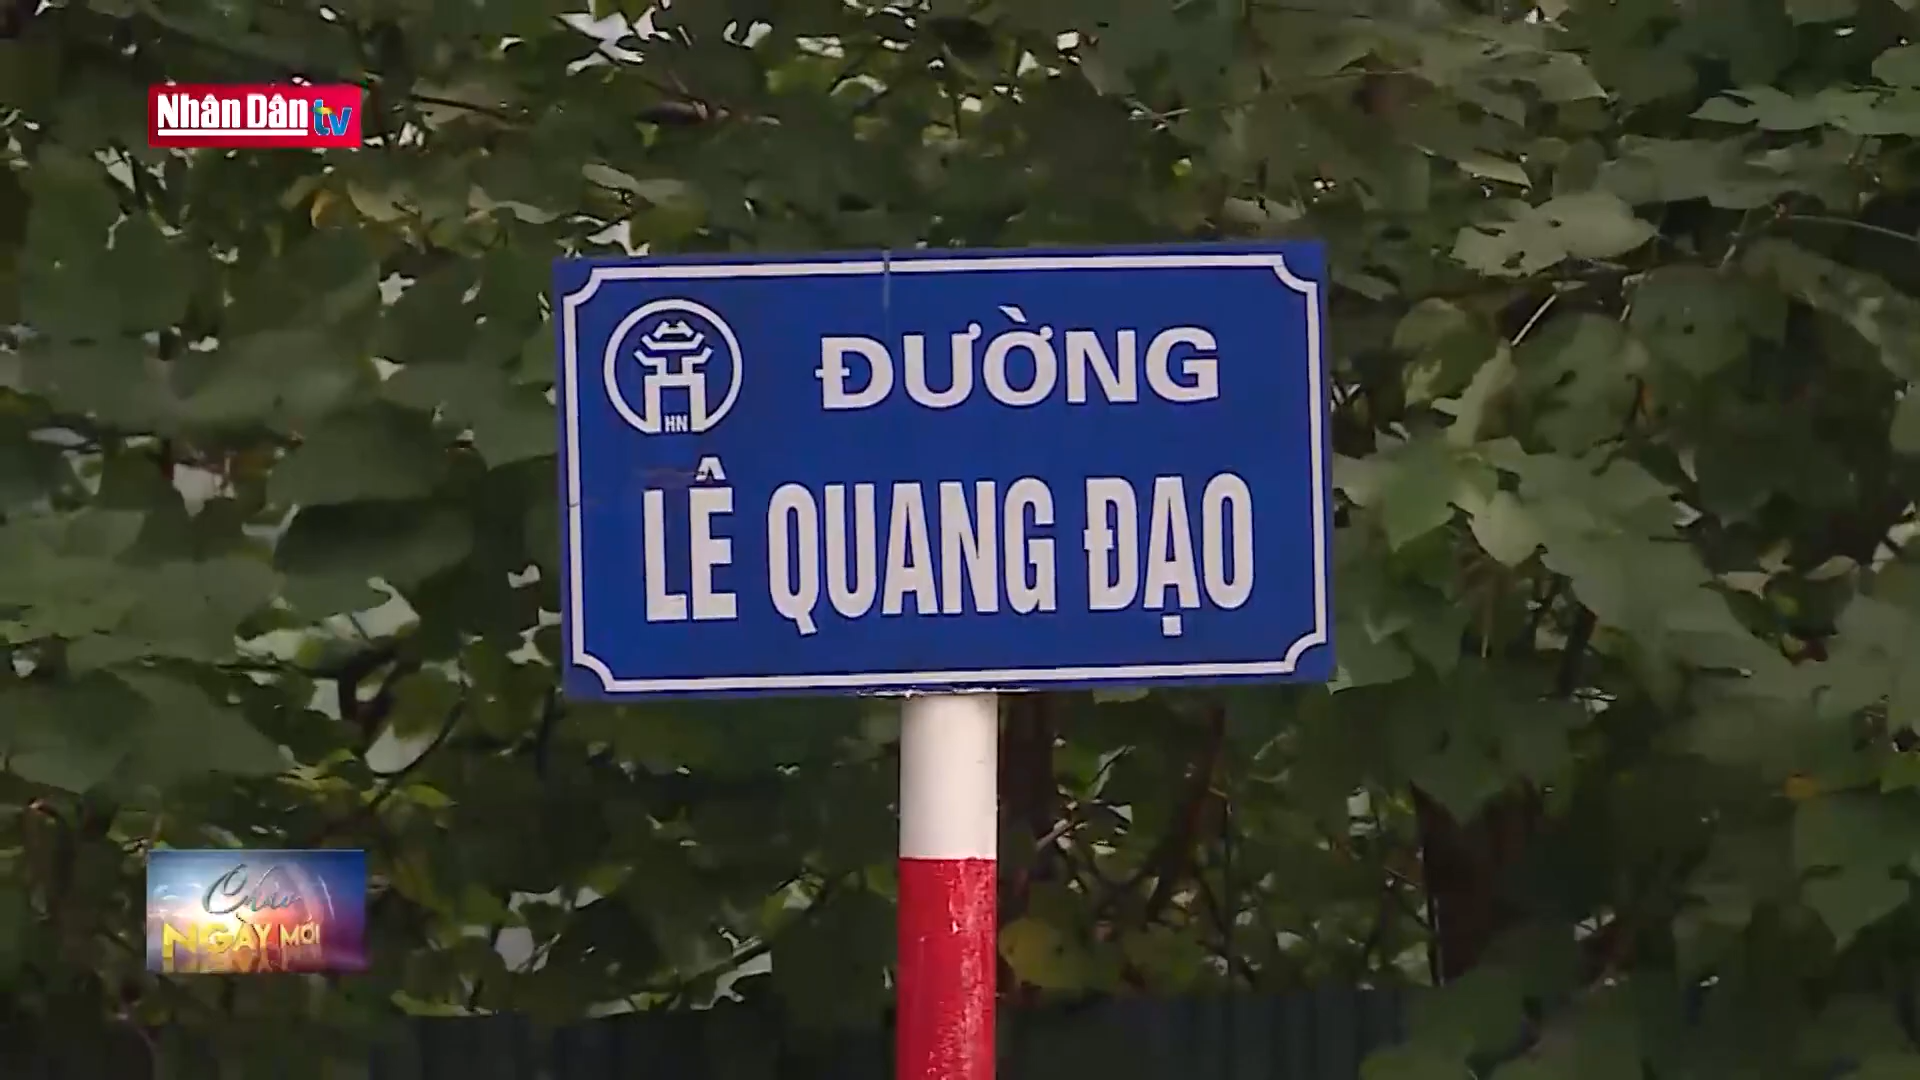 Nhân Dân tv
ĐƯỜNG
HN
LÊ QUANG ĐẠO
Chào
NGÀY MỚI